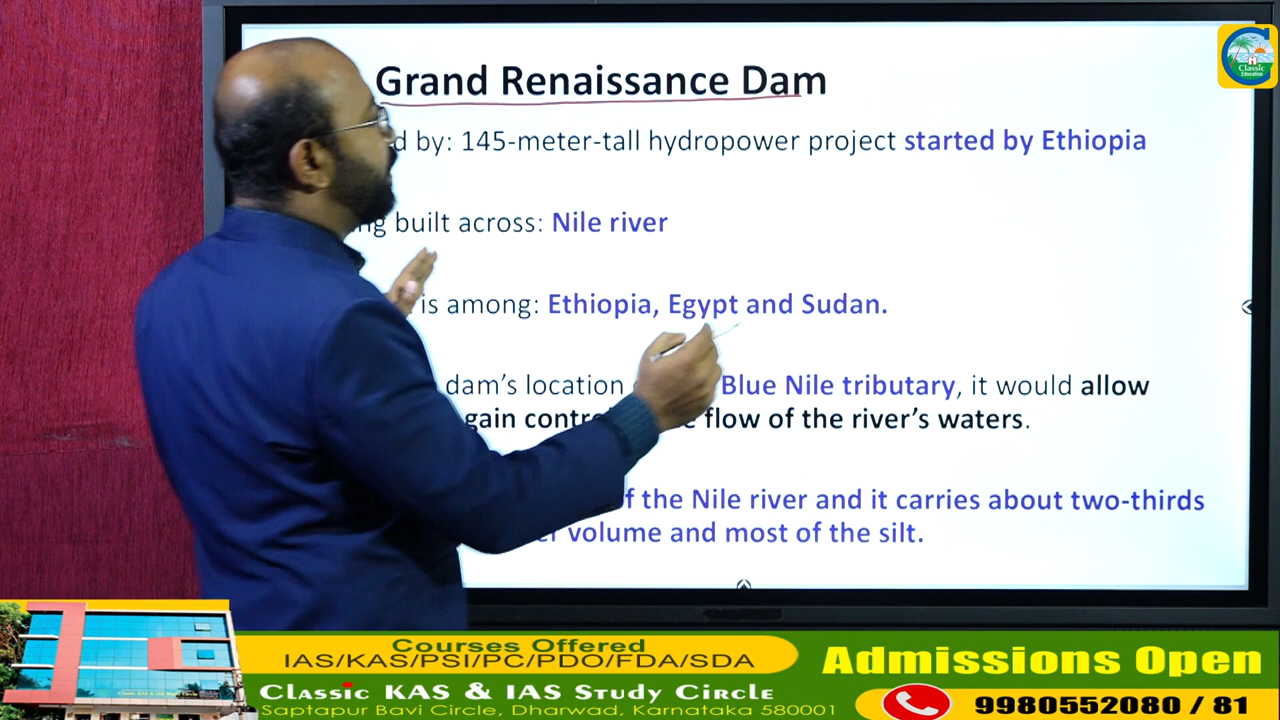 Grand Renaissance Dam
by: 145-meter-tall hydropower project started by Ethiopia
built across: Nile river
is among: Ethiopia, Egypt and Sudan.
dam's location Blue Nile tributary, it would allow
gain flow of the river's waters.
of the Nile river and it carries about two-thirds
volume and most of the silt.
Classic
Education
Courses Offered
IAS/KAS/PSI/PC/PDO/FDA/SDA
Admissions Open
Classic KAS & IAS Study Circle
Saptapur Bavi Circle, Dharwad, Karnataka 580001
9980552080 / 81